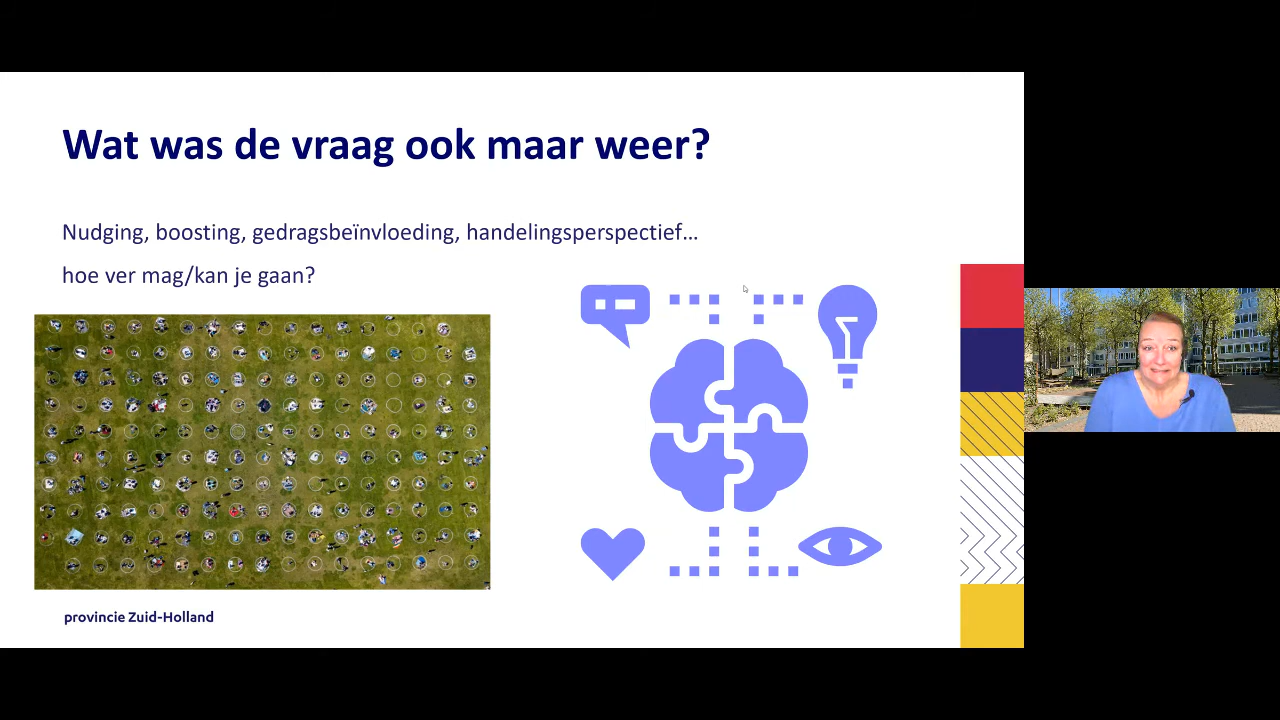 Wat was de vraag ook maar weer?
Nudging, boosting, gedragsbeïnvloeding, handelingsperspectief...
hoe ver mag/kan je gaan?
provincie Zuid-Holland